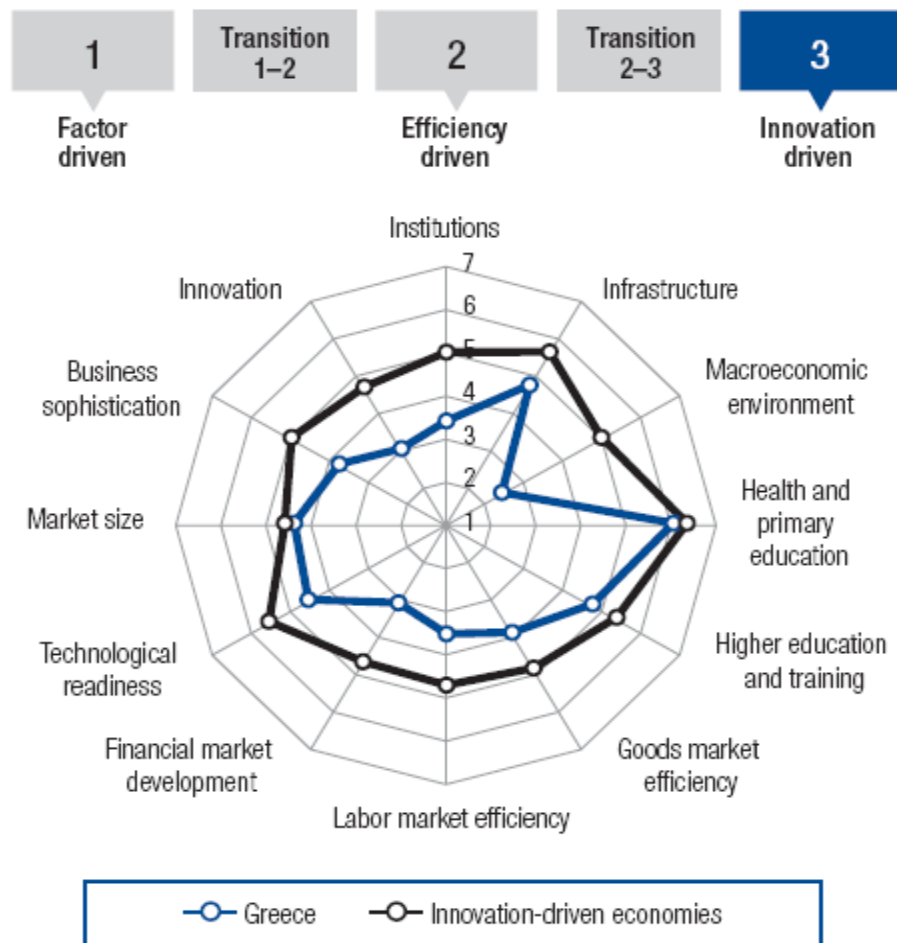 1
Transition
1–2
2
Transition
2–3
3
Factor
driven
Efficiency
driven
Innovation
driven
Institutions
7
Innovation
Infrastructure
6
Business
sophistication
5
Macroeconomic
environment
4
3
2
Market size
1
Health and
primary
education
Technological
readiness
Higher education
and training
Financial market
development
Goods market
efficiency
Labor market efficiency
Greece
Innovation-driven economies